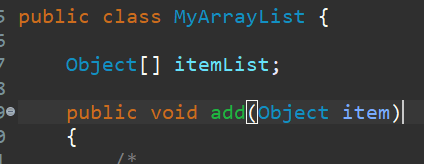 public class MyArrayList {
Object[] itemList;
public void add(Object item)
{
/*